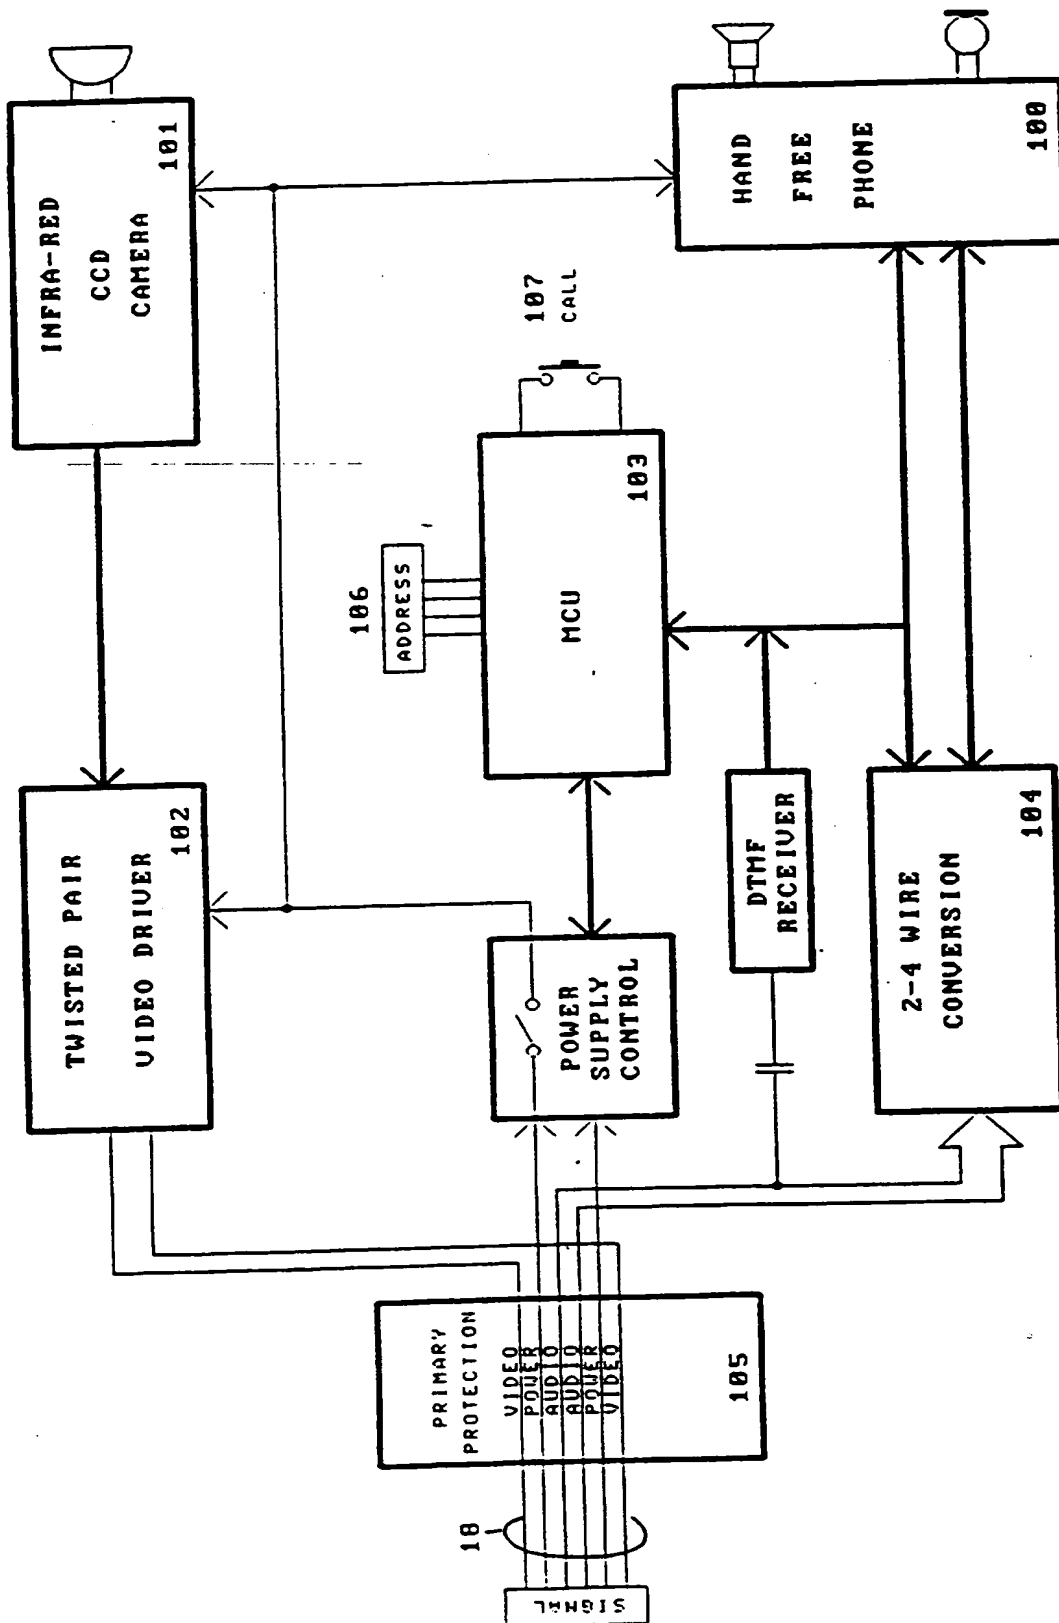 INFRA-RED
CCD
CAMERA
101
TWISTED PAIR
VIDEO DRIVER
102
106
ADDRESS
107
CALL
MCU
103
POWER
SUPPLY
CONTROL
DTMF
RECEIVER
HAND
FREE
PHONE
100
2-4 WIRE
CONVERSION
104
PRIMARY
PROTECTION
VIDEO
POWER
AUDIO
AUDIO
POWER
VIDEO
105
18
SIGNAL